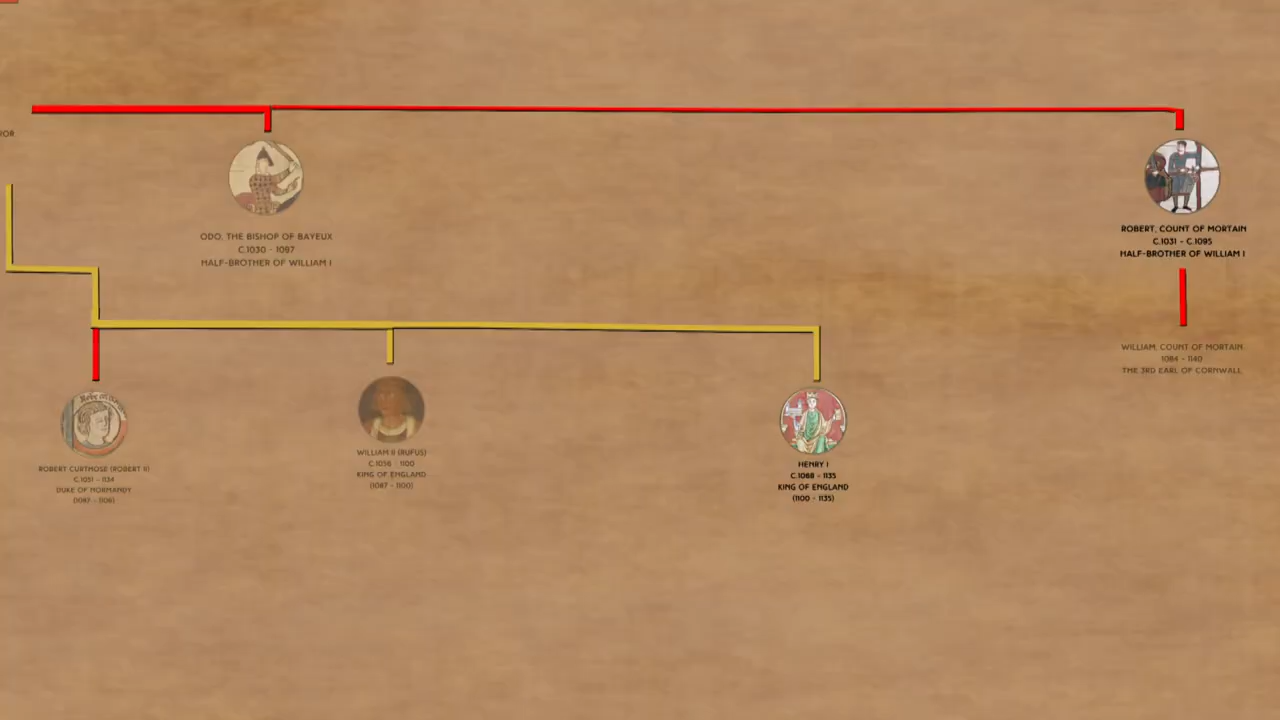 ROR
ODO, THE BISHOP OF BAYEUX
C.1030 - 1097
HALF-BROTHER OF WILLIAM I
ROBERT, COUNT OF MORTAIN
C.1031 - C.1095
HALF-BROTHER OF WILLIAM I
WILLIAM, COUNT OF MORTAIN,
1084 - 1140
THE 3RD EARL OF CORNWALL
ROBERT CURTHOSE (ROBERT II)
C.1051 - 1134
DUKE OF NORMANDY
(1087 - 1106)
WILLIAM II (RUFUS)
C.1056 - 1100
KING OF ENGLAND
(1087 - 1100)
HENRY I
C.1068 - 1135
KING OF ENGLAND
(1100 - 1135)